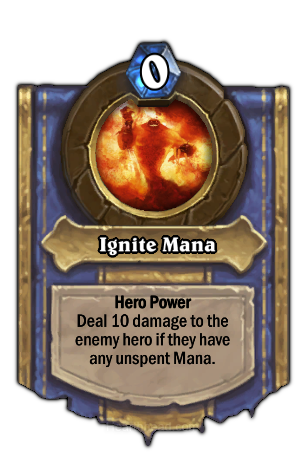 0
Ignite Mana
Hero Power
Deal 10 damage to the
enemy hero if they have
any unspent Mana.